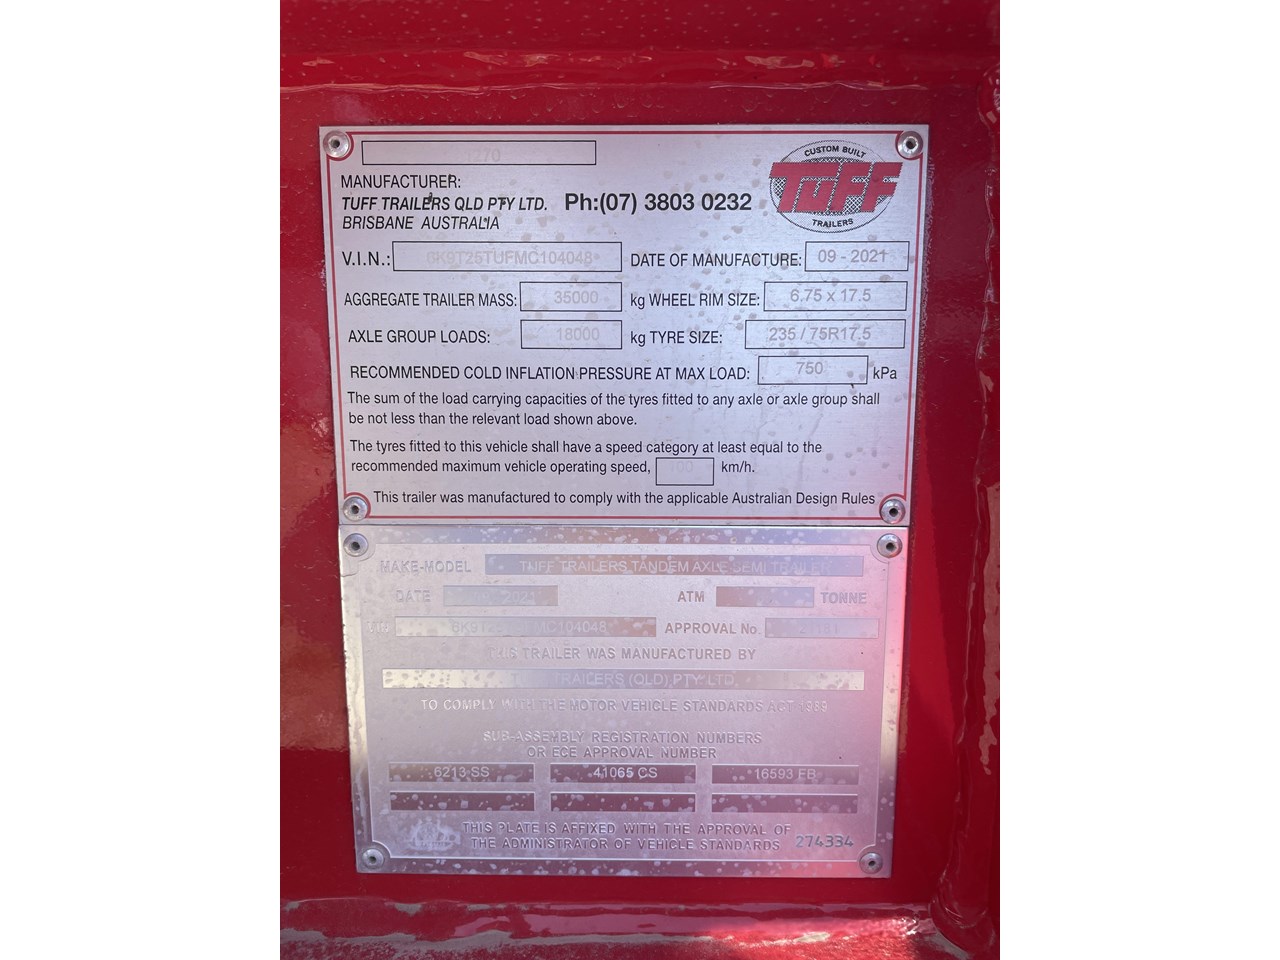 CUSTOM BUILT
TUFF
TRAILERS
MANUFACTURER:
TUFF TRAILERS QLD PTY LTD. Ph:(07) 3803 0232
BRISBANE AUSTRALIA
V.I.N.: 6K9T25TUFMC104048* DATE OF MANUFACTURE: 09 - 2021
AGGREGATE TRAILER MASS: 35000 kg WHEEL RIM SIZE: 6.75 x 17.5
AXLE GROUP LOADS: 18000 kg TYRE SIZE: 235 / 75R17.5
RECOMMENDED COLD INFLATION PRESSURE AT MAX LOAD: 750 kPa
The sum of the load carrying capacities of the tyres fitted to any axle or axle group shall
be not less than the relevant load shown above.
The tyres fitted to this vehicle shall have a speed category at least equal to the
recommended maximum vehicle operating speed, 100 km/h.
This trailer was manufactured to comply with the applicable Australian Design Rules
MAKE-MODEL TUFF TRAILERS TANDEM AXLE SEMI TRAILER
DATE 2021 ATM TONNE
APPROVAL No.
THIS TRAILER WAS MANUFACTURED BY
TRAILERS (QLD) PTY LTD.
TO COMPLY WITH THE MOTOR VEHICLE STANDARDS ACT 1989
SUB-ASSEMBLY REGISTRATION NUMBERS
OR ECE APPROVAL NUMBER
6213 SS 41065 CS 16593 FB
THIS PLATE IS AFFIXED WITH THE APPROVAL OF
THE ADMINISTRATOR OF VEHICLE STANDARDS 274334